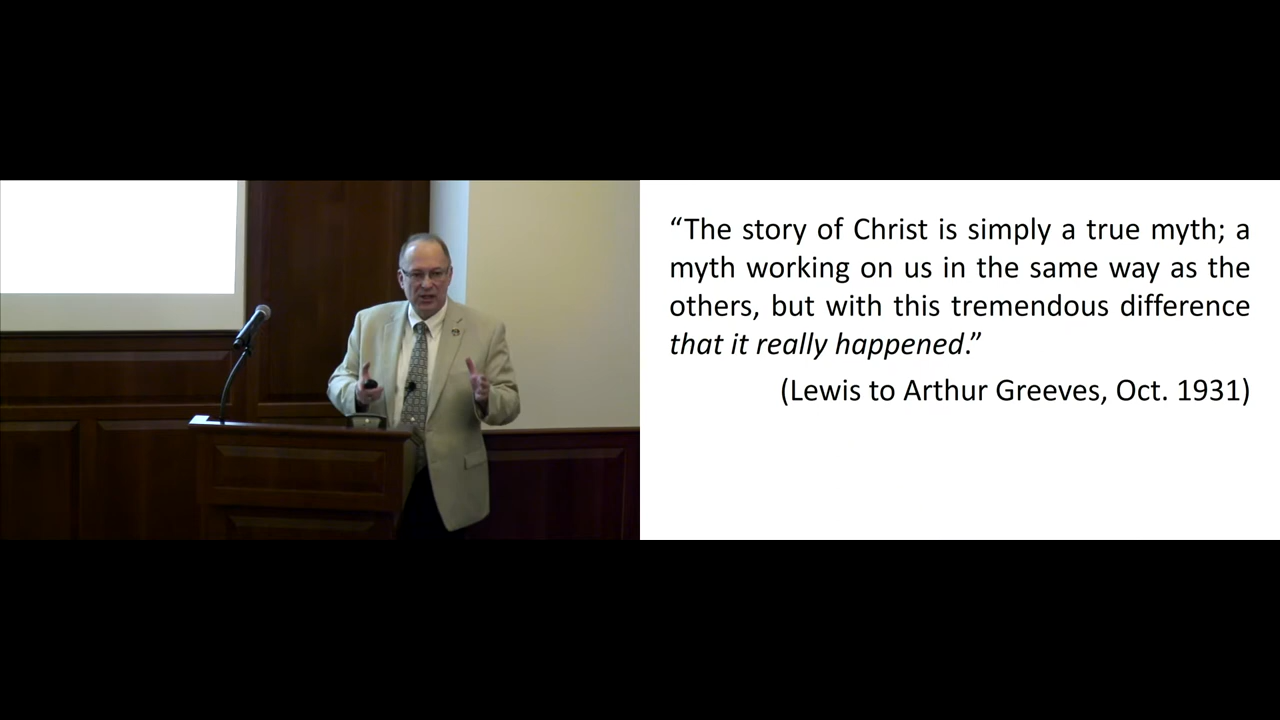 “The story of Christ is simply a true myth; a
myth working on us in the same way as the
others, but with this tremendous difference
that it really happened.”
(Lewis to Arthur Greeves, Oct. 1931)